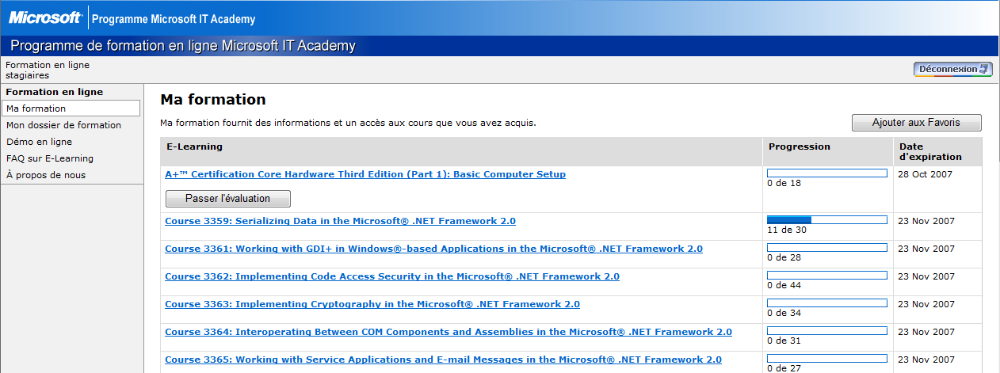 Microsoft Programme Microsoft IT Academy
Programme de formation en ligne Microsoft IT Academy
Formation en ligne
stagiaires
Déconnexion
Formation en ligne
Ma formation
Mon dossier de formation
Démo en ligne
FAQ sur E-Learning
À propos de nous
Ma formation
Ma formation fournit des informations et un accès aux cours que vous avez acquis.
Ajouter aux Favoris
E-Learning
Progression
Date
d'expiration
A+™ Certification Core Hardware Third Edition (Part 1): Basic Computer Setup
Passer l'évaluation
0 de 18
28 Oct 2007
Course 3359: Serializing Data in the Microsoft® .NET Framework 2.0
11 de 30
23 Nov 2007
Course 3361: Working with GDI+ in Windows®-based Applications in the Microsoft® .NET Framework 2.0
0 de 28
23 Nov 2007
Course 3362: Implementing Code Access Security in the Microsoft® .NET Framework 2.0
0 de 44
23 Nov 2007
Course 3363: Implementing Cryptography in the Microsoft® .NET Framework 2.0
0 de 34
23 Nov 2007
Course 3364: Interoperating Between COM Components and Assemblies in the Microsoft® .NET Framework 2.0
0 de 31
23 Nov 2007
Course 3365: Working with Service Applications and E-mail Messages in the Microsoft® .NET Framework 2.0
0 de 27
23 Nov 2007